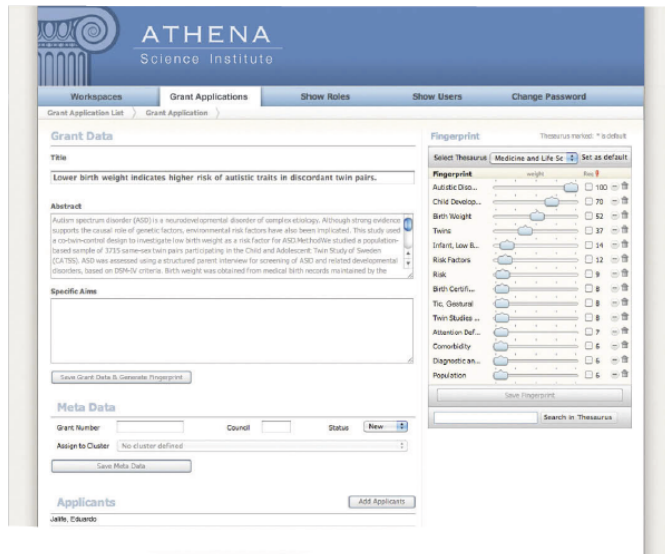 ATHENA
Science Institute
Workspaces Grant Applications Show Roles Show Users Change Password
Grant Application List Grant Application
Grant Data
Title
Lower birth weight indicates higher risk of autistic traits in discordant twin pairs.
Abstract
Autism spectrum disorder (ASD) is a neurodevelopmental disorder of complex etiology. Although strong evidence
supports the causal role of genetic factors, environmental risk factors have also been implicated. This study used
a co-twin-control design to investigate low birth weight as a risk factor for ASD.MethodWe studied a population-
based sample of 3715 same-sex twin pairs participating in the Child and Adolescent Twin Study of Sweden
(CATSS). ASD was assessed using a structured parent interview for screening of ASD and related developmental
disorders, based on DSM-IV criteria. Birth weight was obtained from medical birth records maintained by the
Specific Aims
Save Grant Data & Generate Fingerprint
Meta Data
Grant Number Council Status New
Assign to Cluster No cluster defined
Save Meta Data
Applicants Add Applicants
Jalife, Eduardo
Fingerprint Thesaurus marked: * is default
Select Thesaurus Medicine and Life Sc Set as default
Fingerprint weight Req
Autistic Diso... 100
Child Develop... 70
Birth Weight 52
Twins 37
Infant, Low B... 14
Risk Factors 12
Risk 9
Birth Certifi... 8
Tic, Gestural 8
Twin Studies ... 8
Attention Def... 7
Comorbidity 6
Diagnostic an... 6
Population 6
Save Fingerprint
Search in Thesaurus